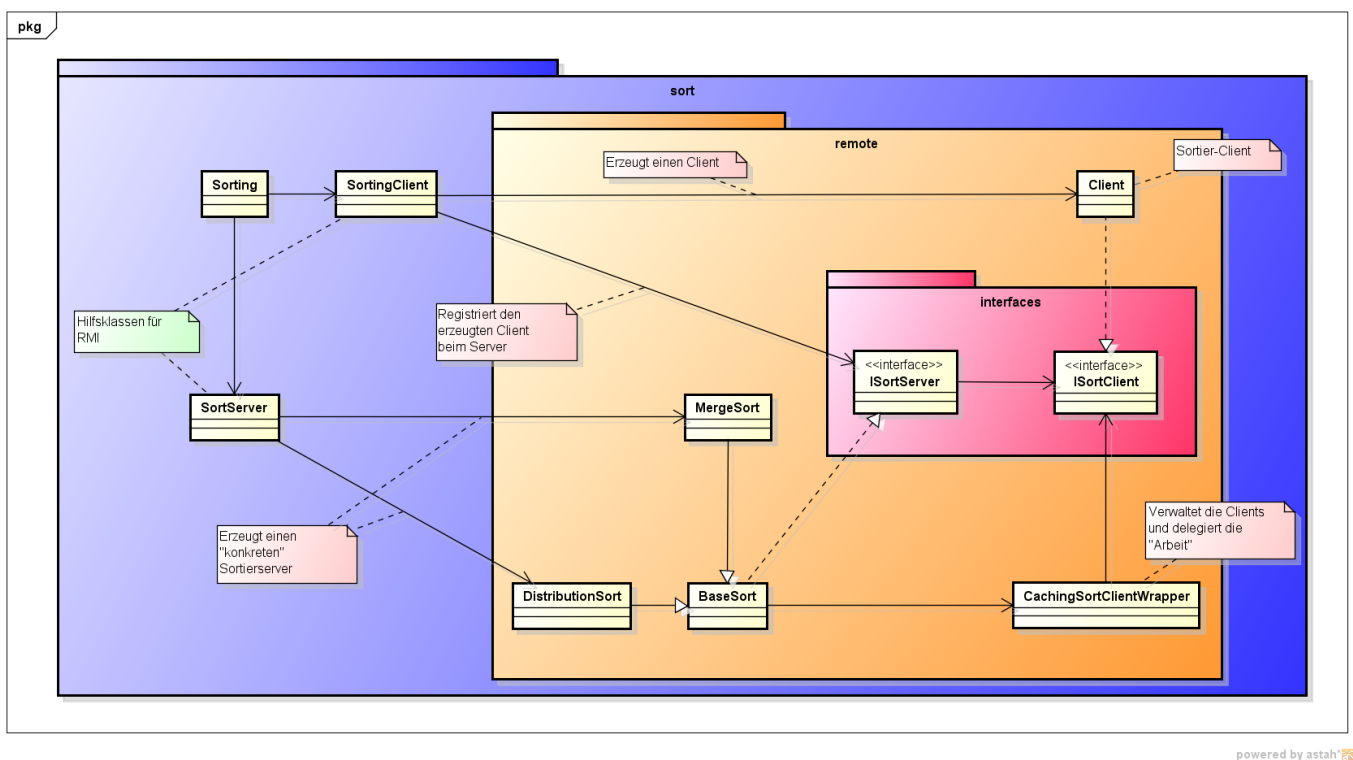 pkg
sort
remote
Erzeugt einen Client
Sortier-Client
Sorting
SortingClient
Client
interfaces
Hilfsklassen für
RMI
Registriert den
erzeugten Client
beim Server
<<interface>>
ISortServer
<<interface>>
ISortClient
SortServer
MergeSort
Erzeugt einen
"konkreten"
Sortierserver
Verwaltet die Clients
und delegiert die
"Arbeit"
DistributionSort
BaseSort
CachingSortClientWrapper
powered by astah*